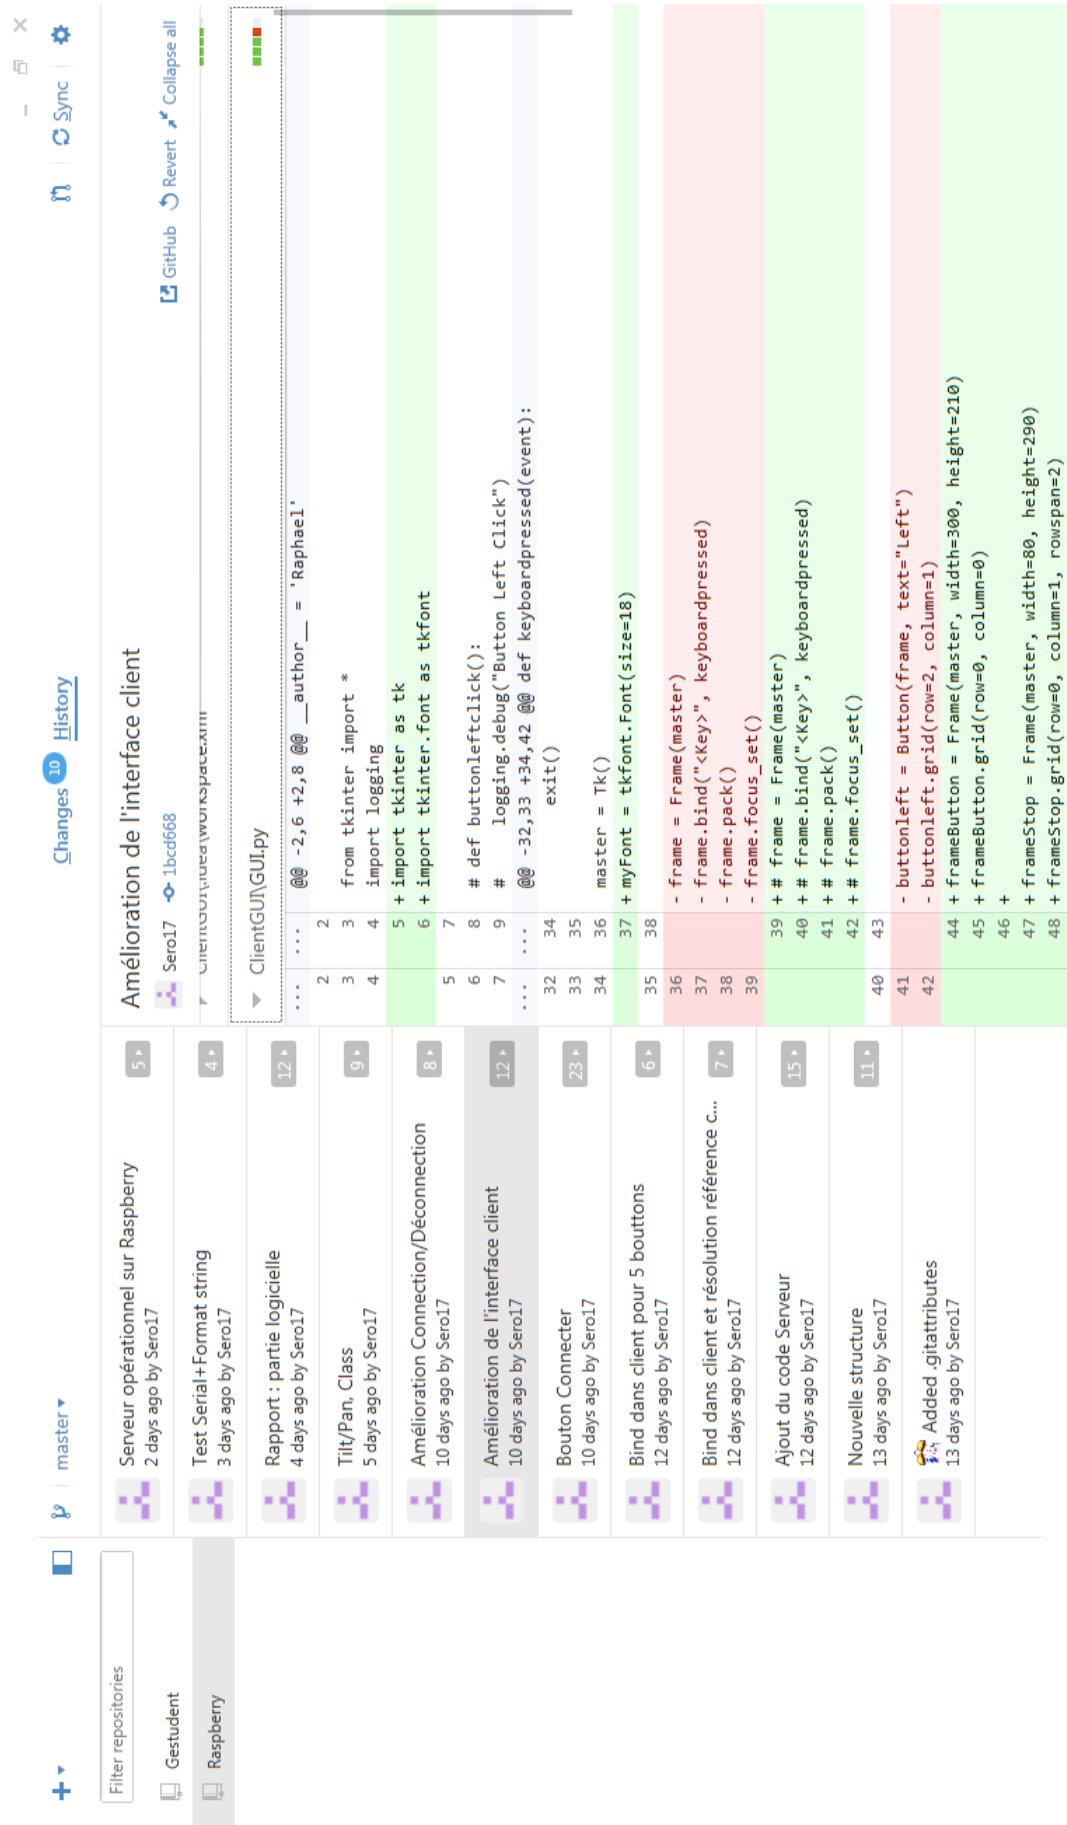 master
Changes 10 History
Sync
Filter repositories
Gestudent
Raspberry
Serveur opérationnel sur Raspberry
2 days ago by Sero17
5
Test Serial+Format string
3 days ago by Sero17
4
Rapport : partie logicielle
4 days ago by Sero17
12
Tilt/Pan, Class
5 days ago by Sero17
9
Amélioration Connection/Déconnection
10 days ago by Sero17
8
Amélioration de l'interface client
10 days ago by Sero17
12
Bouton Connecter
10 days ago by Sero17
23
Bind dans client pour 5 bouttons
12 days ago by Sero17
6
Bind dans client et résolution référence c...
12 days ago by Sero17
7
Ajout du code Serveur
12 days ago by Sero17
15
Nouvelle structure
13 days ago by Sero17
11
Added .gitattributes
13 days ago by Sero17
Amélioration de l'interface client
Sero17 1bcd668 GitHub Revert Collapse all
ClientGUI\.idea\workspace.xml
ClientGUI\GUI.py
... ... @@ -2,6 +2,8 @@ __author__ = 'Raphael'
2 2
3 3 from tkinter import *
4 4 import logging
5 + import tkinter as tk
6 + import tkinter.font as tkfont
5 7
6 8 # def buttonleftclick():
7 9 # logging.debug("Button Left Click")
... ... @@ -32,33 +34,42 @@ def keyboardpressed(event):
32 34 exit()
33 35
34 36 master = Tk()
37 + myFont = tkfont.Font(size=18)
35 38
36 - frame = Frame(master)
37 - frame.bind("<Key>", keyboardpressed)
38 - frame.pack()
39 - frame.focus_set()
39 + # frame = Frame(master)
40 + # frame.bind("<Key>", keyboardpressed)
41 + # frame.pack()
42 + # frame.focus_set()
40 43
41 - buttonleft = Button(frame, text="Left")
42 - buttonleft.grid(row=2, column=1)
44 + frameButton = Frame(master, width=300, height=210)
45 + frameButton.grid(row=0, column=0)
46 +
47 + frameStop = Frame(master, width=80, height=290)
48 + frameStop.grid(row=0, column=1, rowspan=2)